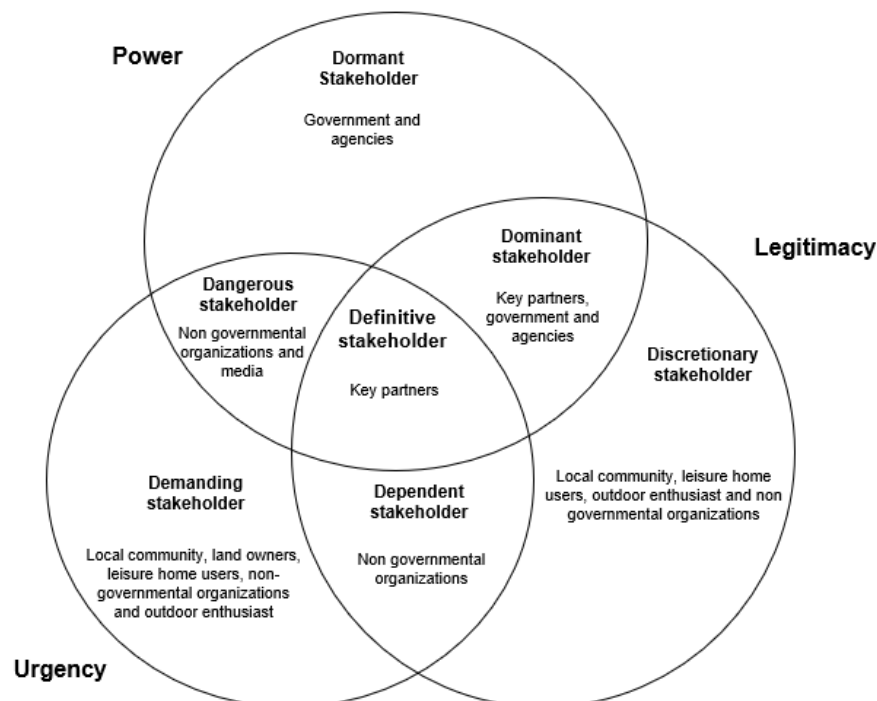 Power
Dormant
Stakeholder
Government and
agencies
Legitimacy
Dominant
stakeholder
Key partners,
government and
agencies
Dangerous
stakeholder
Non governmental
organizations and
media
Definitive
stakeholder
Key partners
Discretionary
stakeholder
Local community, leisure home
users, outdoor enthusiast and non
governmental organizations
Demanding
stakeholder
Local community, land owners,
leisure home users, non-
governmental organizations
and outdoor enthusiast
Dependent
stakeholder
Non governmental
organizations
Urgency